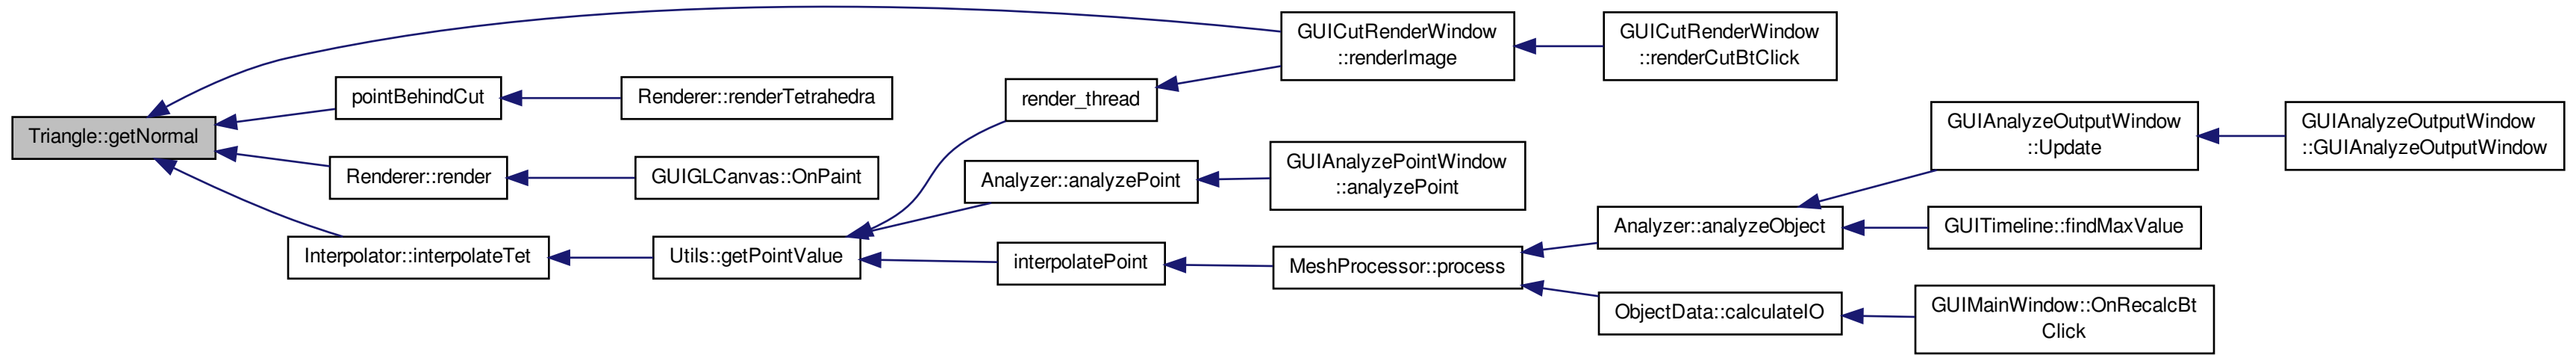 Triangle::getNormal
GUICutRenderWindow
::renderImage
GUICutRenderWindow
::renderCutBtClick
pointBehindCut
Renderer::renderTetrahedra
Renderer::render
GUIGLCanvas::OnPaint
Interpolator::interpolateTet
Utils::getPointValue
render_thread
Analyzer::analyzePoint
GUIAnalyzePointWindow
::analyzePoint
interpolatePoint
MeshProcessor::process
Analyzer::analyzeObject
GUIAnalyzeOutputWindow
::Update
GUIAnalyzeOutputWindow
::GUIAnalyzeOutputWindow
GUITimeline::findMaxValue
ObjectData::calculateIO
GUIMainWindow::OnRecalcBt
Click